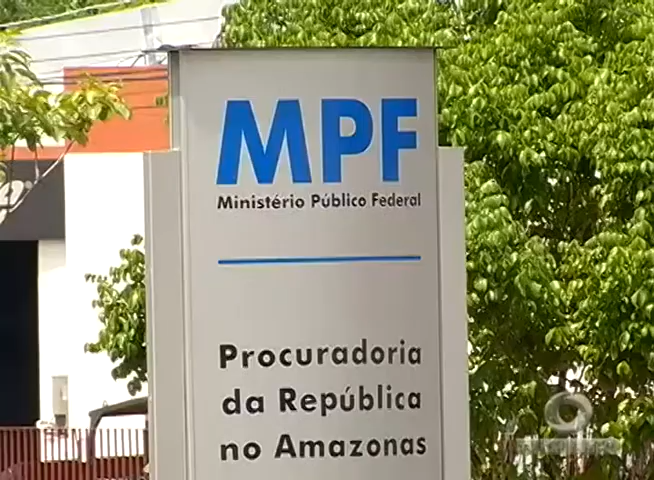 MPF
Ministério Público Federal
Procuradoria
da República
no Amazonas